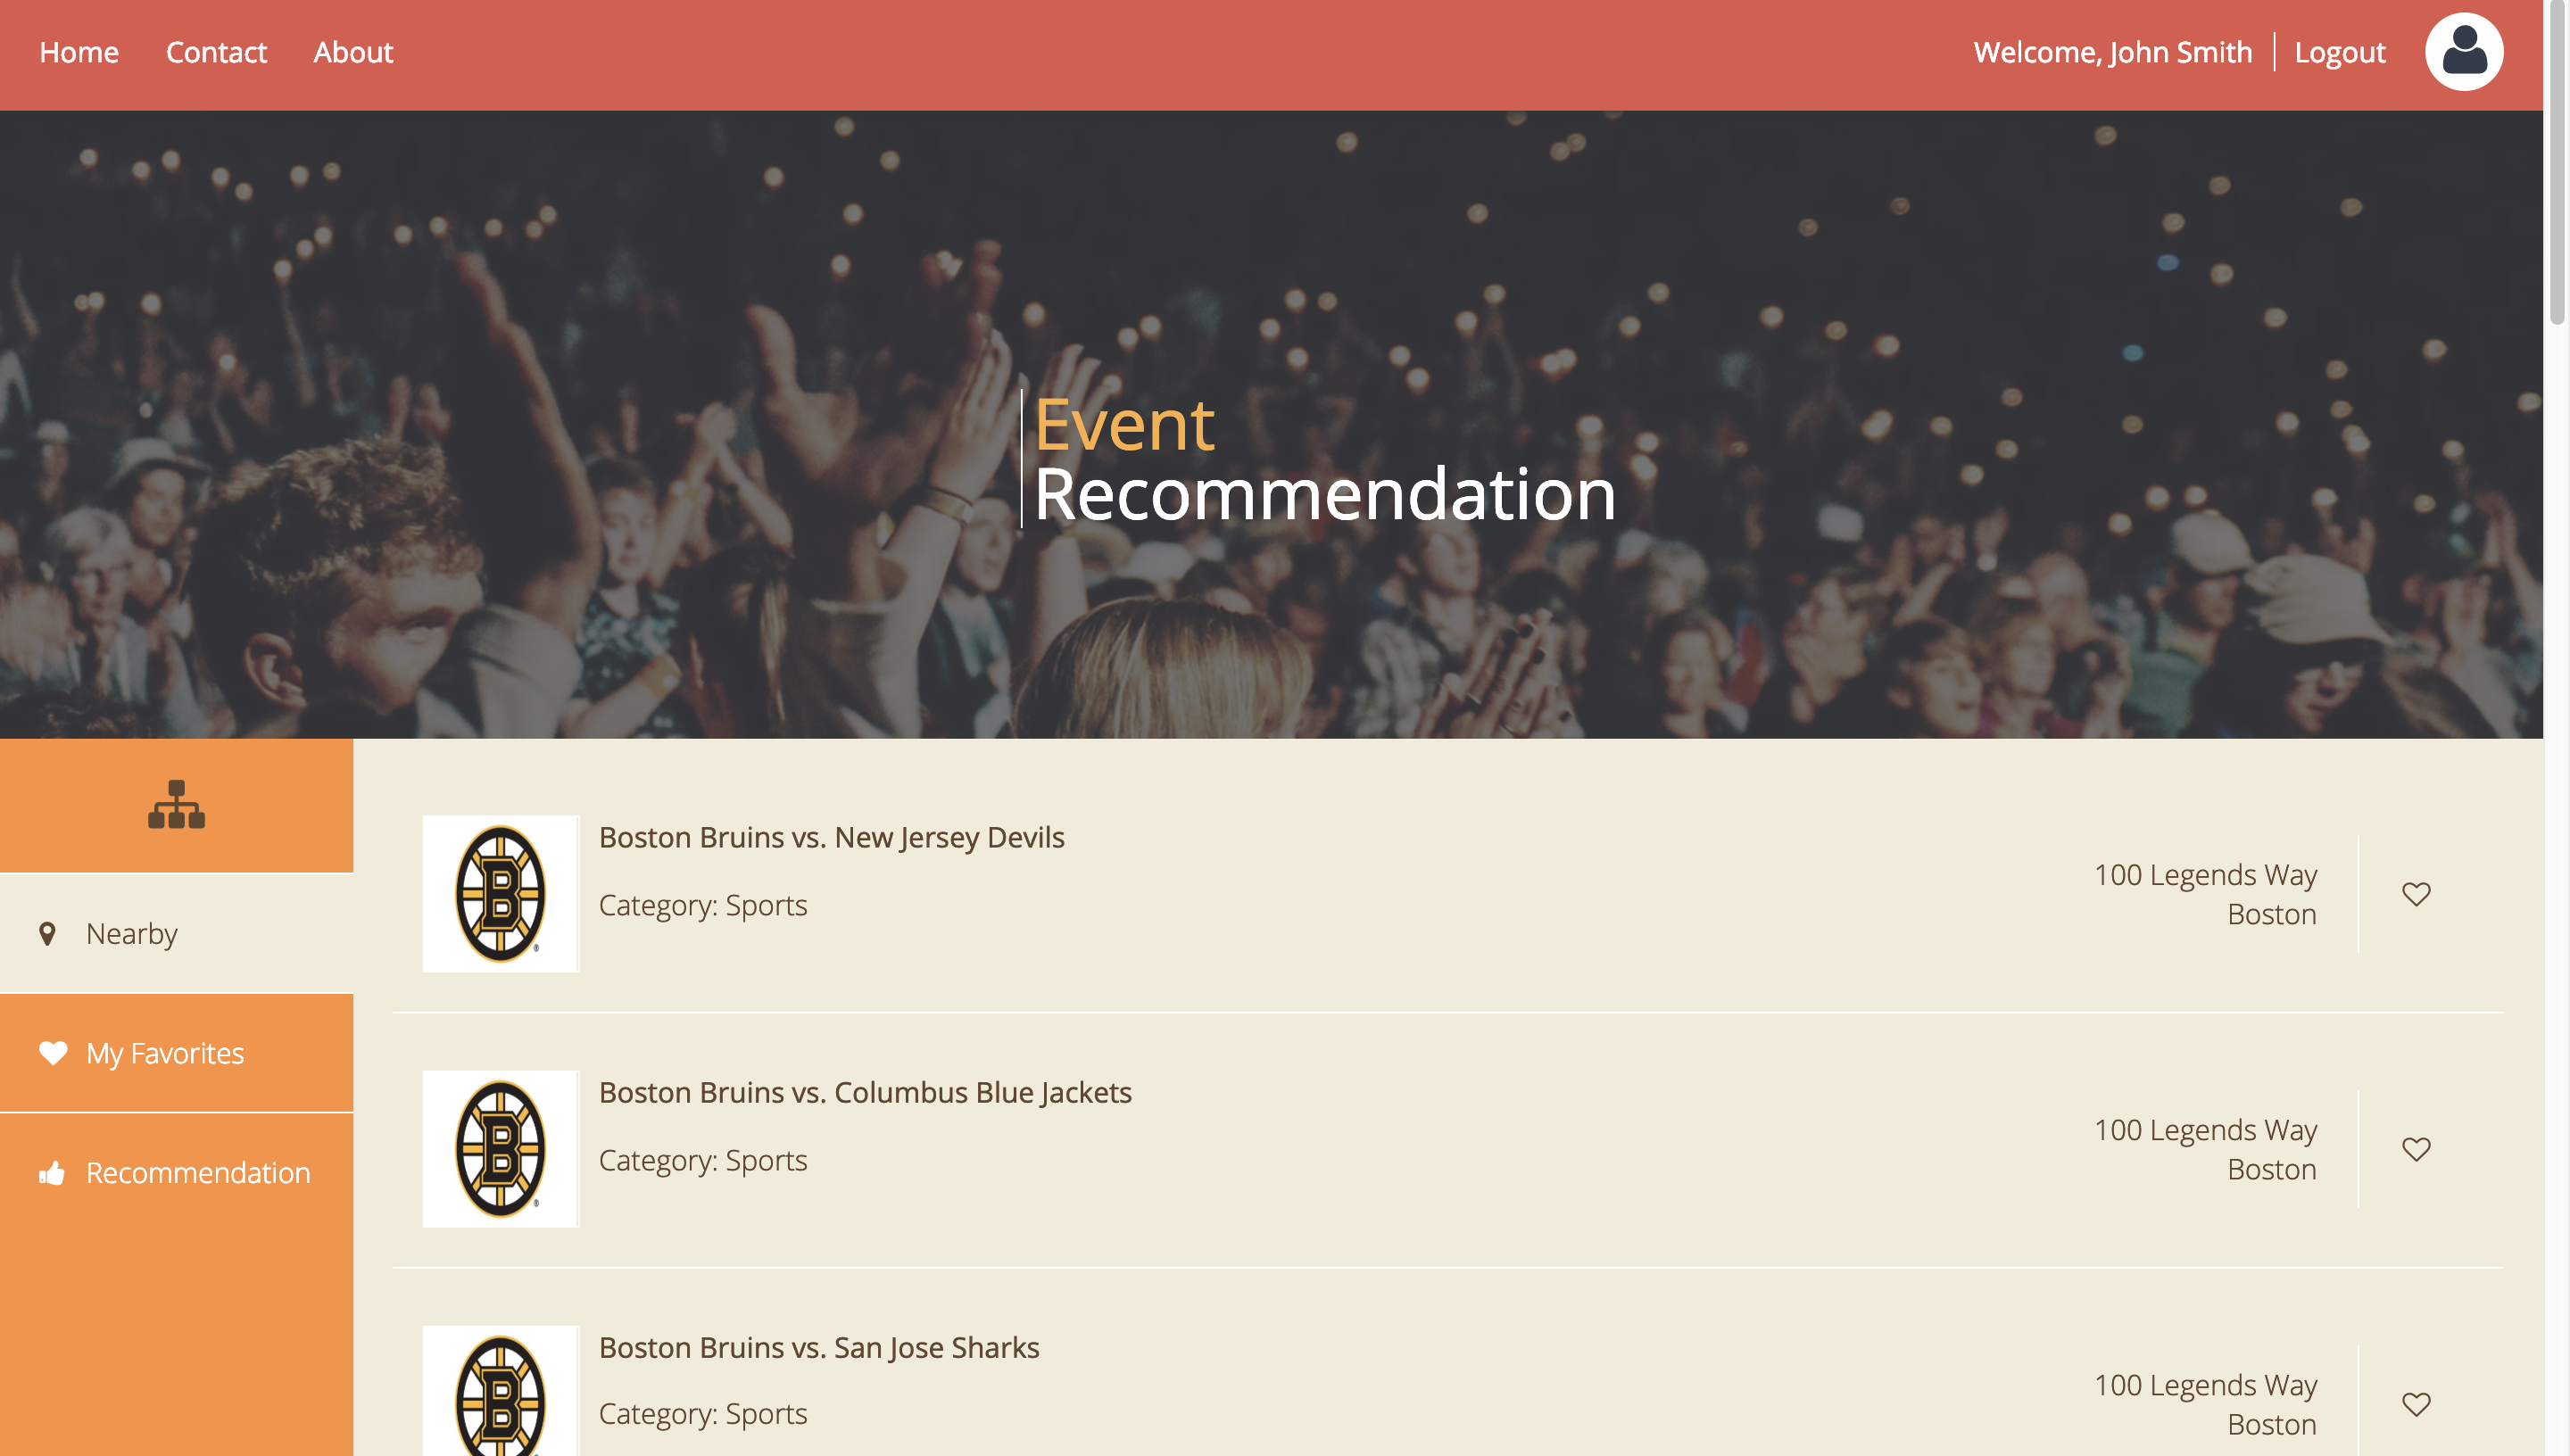 Home Contact About Welcome, John Smith Logout
Event
Recommendation
Nearby
My Favorites
Recommendation
B
Boston Bruins vs. New Jersey Devils
Category: Sports
100 Legends Way
Boston
B
Boston Bruins vs. Columbus Blue Jackets
Category: Sports
100 Legends Way
Boston
B
Boston Bruins vs. San Jose Sharks
Category: Sports
100 Legends Way
Boston